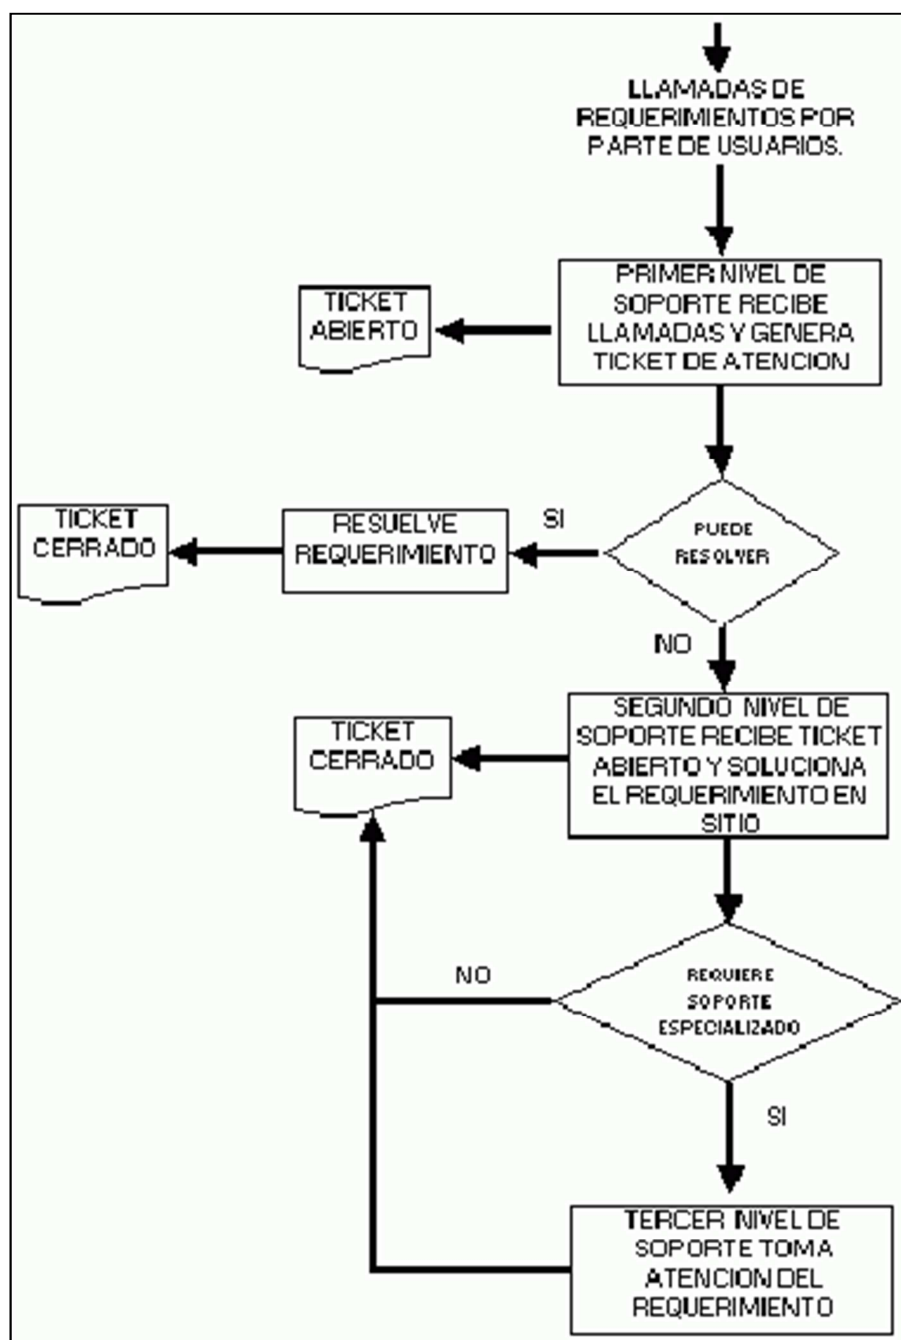 LLAMADAS DE
REQUERIMIENTOS POR
PARTE DE USUARIOS.
PRIMER NIVEL DE
SOPORTE RECIBE
LLAMADAS Y GENERA
TICKET DE ATENCION
TICKET
ABIERTO
PUEDE
RESOLVER
SI
RESUELVE
REQUERIMIENTO
TICKET
CERRADO
NO
SEGUNDO NIVEL DE
SOPORTE RECIBE TICKET
ABIERTO Y SOLUCIONA
EL REQUERIMIENTO EN
SITIO
TICKET
CERRADO
REQUIERE
SOPORTE
ESPECIALIZADO
NO
SI
TERCER NIVEL DE
SOPORTE TOMA
ATENCION DEL
REQUERIMIENTO